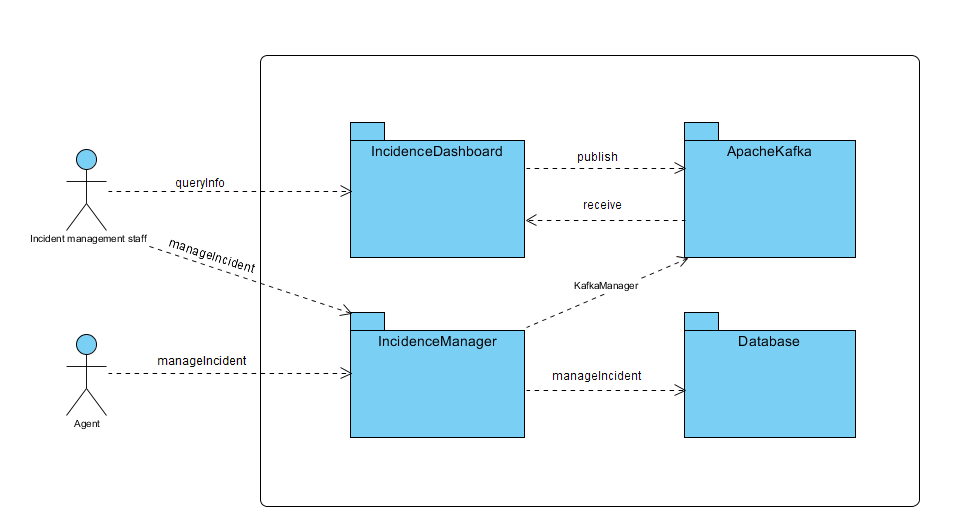 IncidenceDashboard
ApacheKafka
publish
queryInfo
receive
Incident management staff
manageIncident
KafkaManager
IncidenceManager
Database
manageIncident
manageIncident
Agent